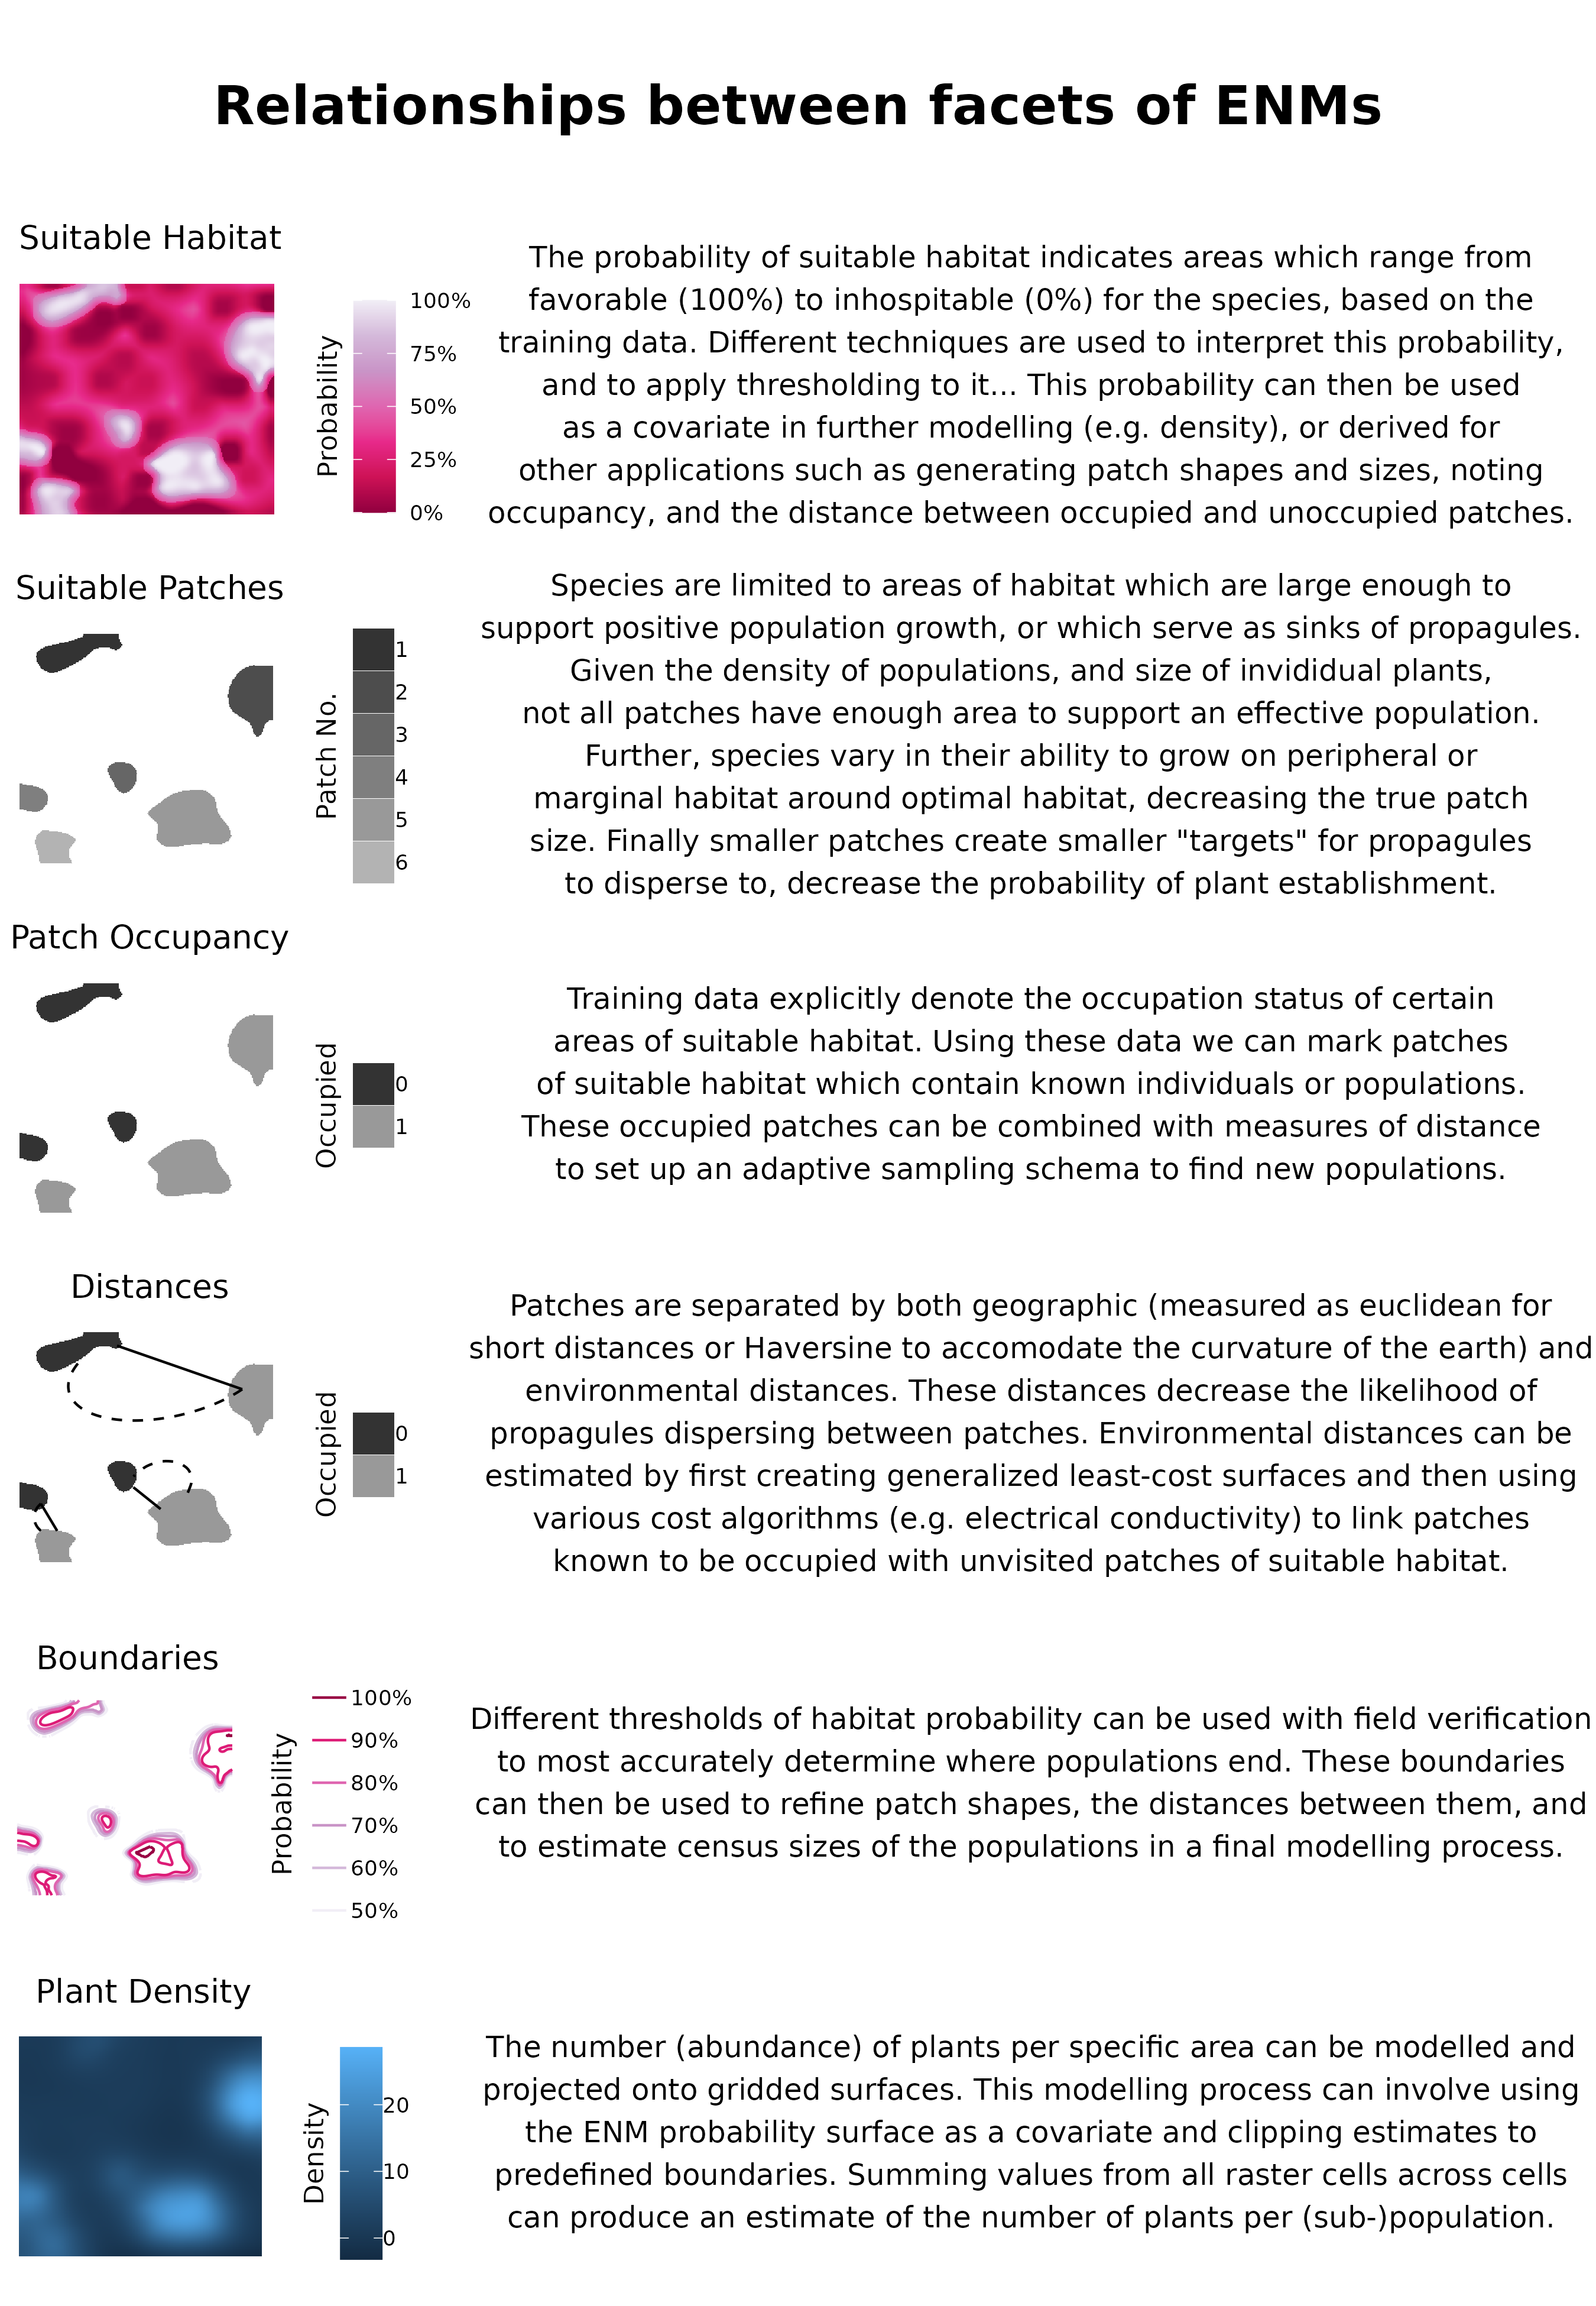 Relationships between facets of ENMs
Suitable Habitat
Probability
100%
75%
50%
25%
0%
The probability of suitable habitat indicates areas which range from
favorable (100%) to inhospitable (0%) for the species, based on the
training data. Different techniques are used to interpret this probability,
and to apply thresholding to it... This probability can then be used
as a covariate in further modelling (e.g. density), or derived for
other applications such as generating patch shapes and sizes, noting
occupancy, and the distance between occupied and unoccupied patches.
Suitable Patches
Patch No.
1
2
3
4
5
6
Species are limited to areas of habitat which are large enough to
support positive population growth, or which serve as sinks of propagules.
Given the density of populations, and size of invididual plants,
not all patches have enough area to support an effective population.
Further, species vary in their ability to grow on peripheral or
marginal habitat around optimal habitat, decreasing the true patch
size. Finally smaller patches create smaller "targets" for propagules
to disperse to, decrease the probability of plant establishment.
Patch Occupancy
Occupied
0
1
Training data explicitly denote the occupation status of certain
areas of suitable habitat. Using these data we can mark patches
of suitable habitat which contain known individuals or populations.
These occupied patches can be combined with measures of distance
to set up an adaptive sampling schema to find new populations.
Distances
Occupied
0
1
Patches are separated by both geographic (measured as euclidean for
short distances or Haversine to accomodate the curvature of the earth) and
environmental distances. These distances decrease the likelihood of
propagules dispersing between patches. Environmental distances can be
estimated by first creating generalized least-cost surfaces and then using
various cost algorithms (e.g. electrical conductivity) to link patches
known to be occupied with unvisited patches of suitable habitat.
Boundaries
Probability
100%
90%
80%
70%
60%
50%
Different thresholds of habitat probability can be used with field verification
to most accurately determine where populations end. These boundaries
can then be used to refine patch shapes, the distances between them, and
to estimate census sizes of the populations in a final modelling process.
Plant Density
Density
20
10
0
The number (abundance) of plants per specific area can be modelled and
projected onto gridded surfaces. This modelling process can involve using
the ENM probability surface as a covariate and clipping estimates to
predefined boundaries. Summing values from all raster cells across cells
can produce an estimate of the number of plants per (sub-)population.